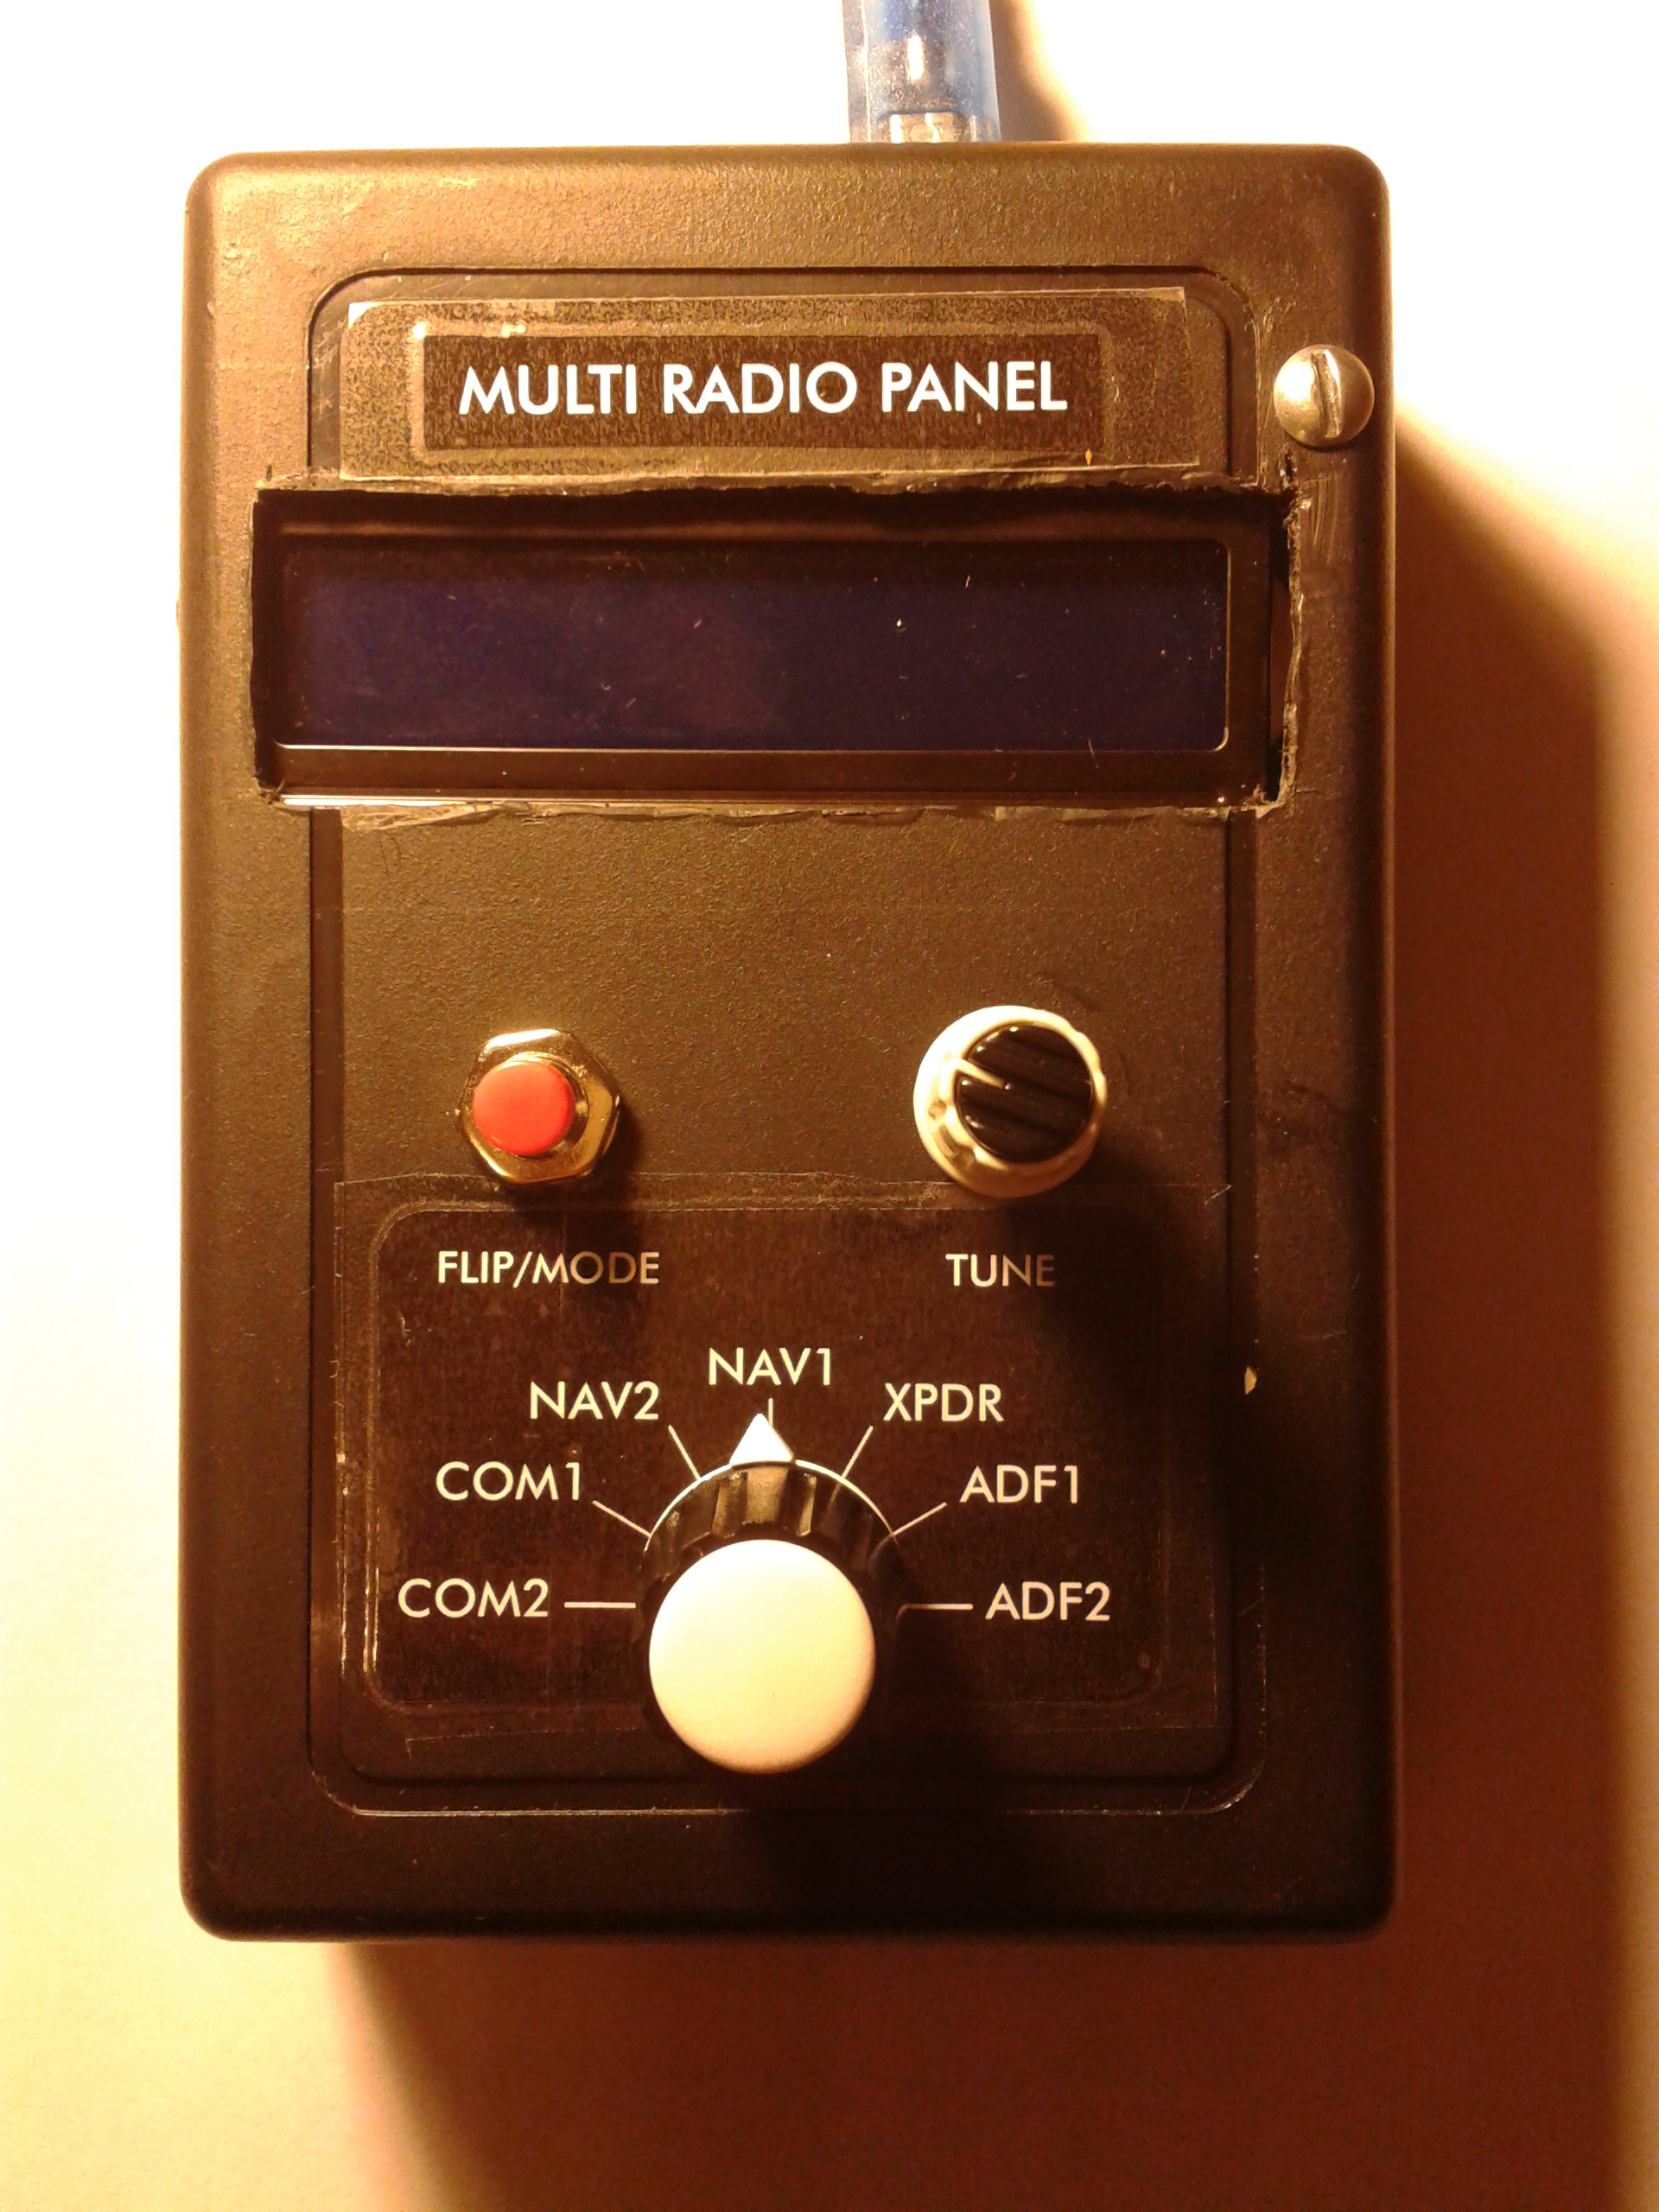 MULTI RADIO PANEL
FLIP/MODE TUNE
NAV1
NAV2 XPDR
COM1 ADF1
COM2 ADF2